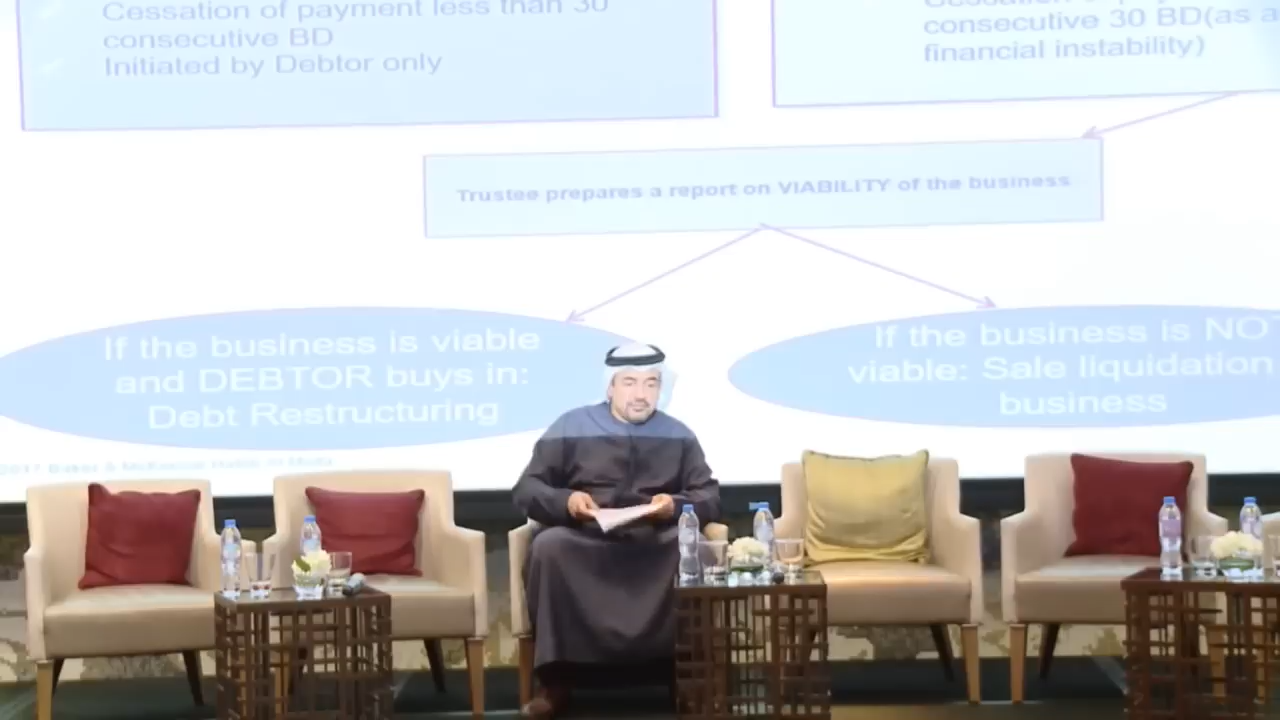 Cessation of payment less than 30
consecutive BD
Initiated by Debtor only
consecutive 30 BD(as a
financial instability)
Trustee prepares a report on VIABILITY of the business
If the business is viable
and DEBTOR buys in:
Debt Restructuring
If the business is NO
viable: Sale liquidation
business